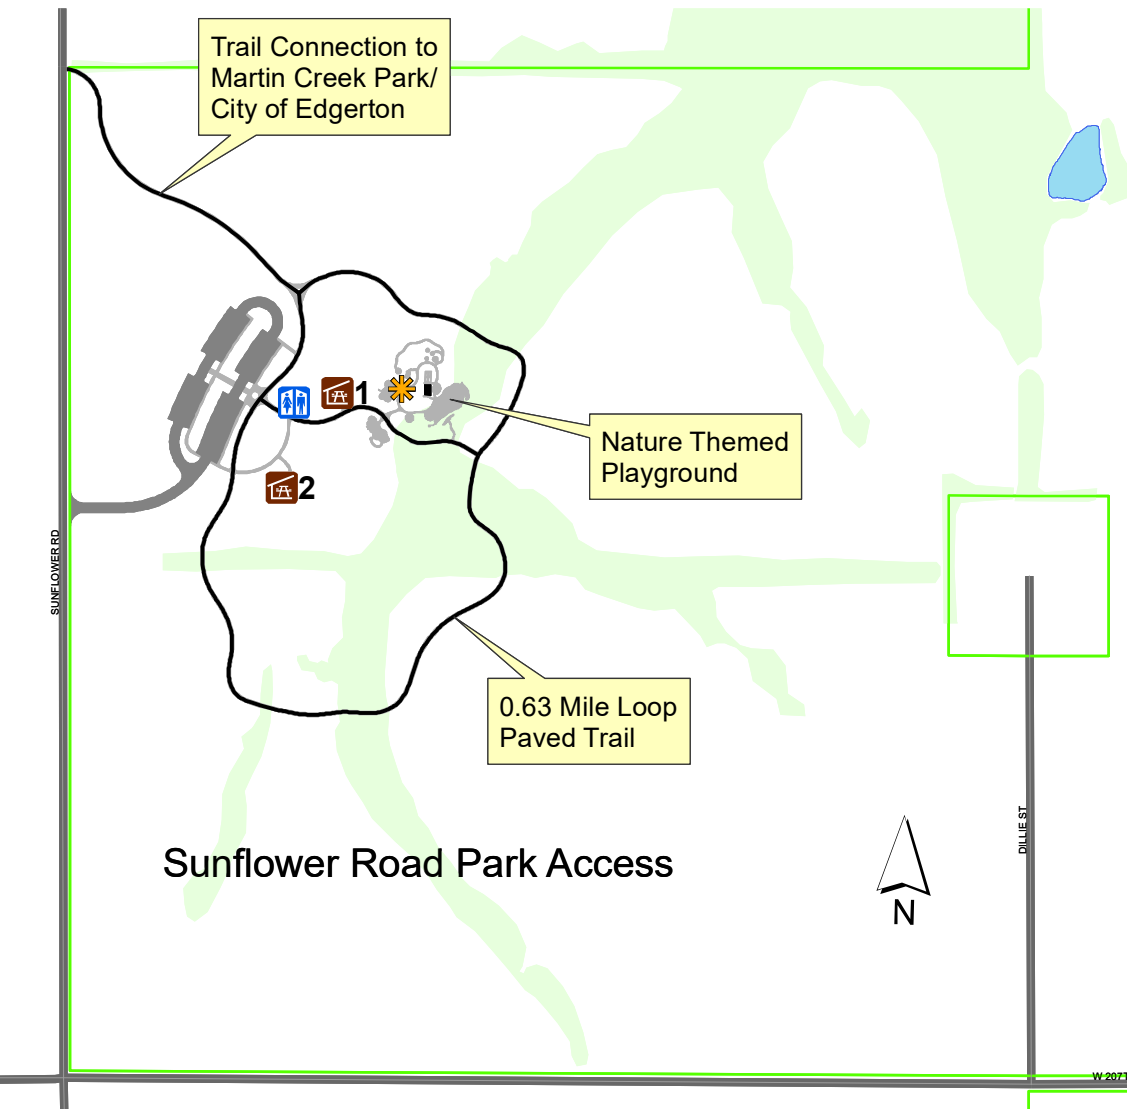 Trail Connection to
Martin Creek Park/
City of Edgerton
1
Nature Themed
Playground
2
SUNFLOWER RD
0.63 Mile Loop
Paved Trail
DILLIE ST
Sunflower Road Park Access
N
W 207T